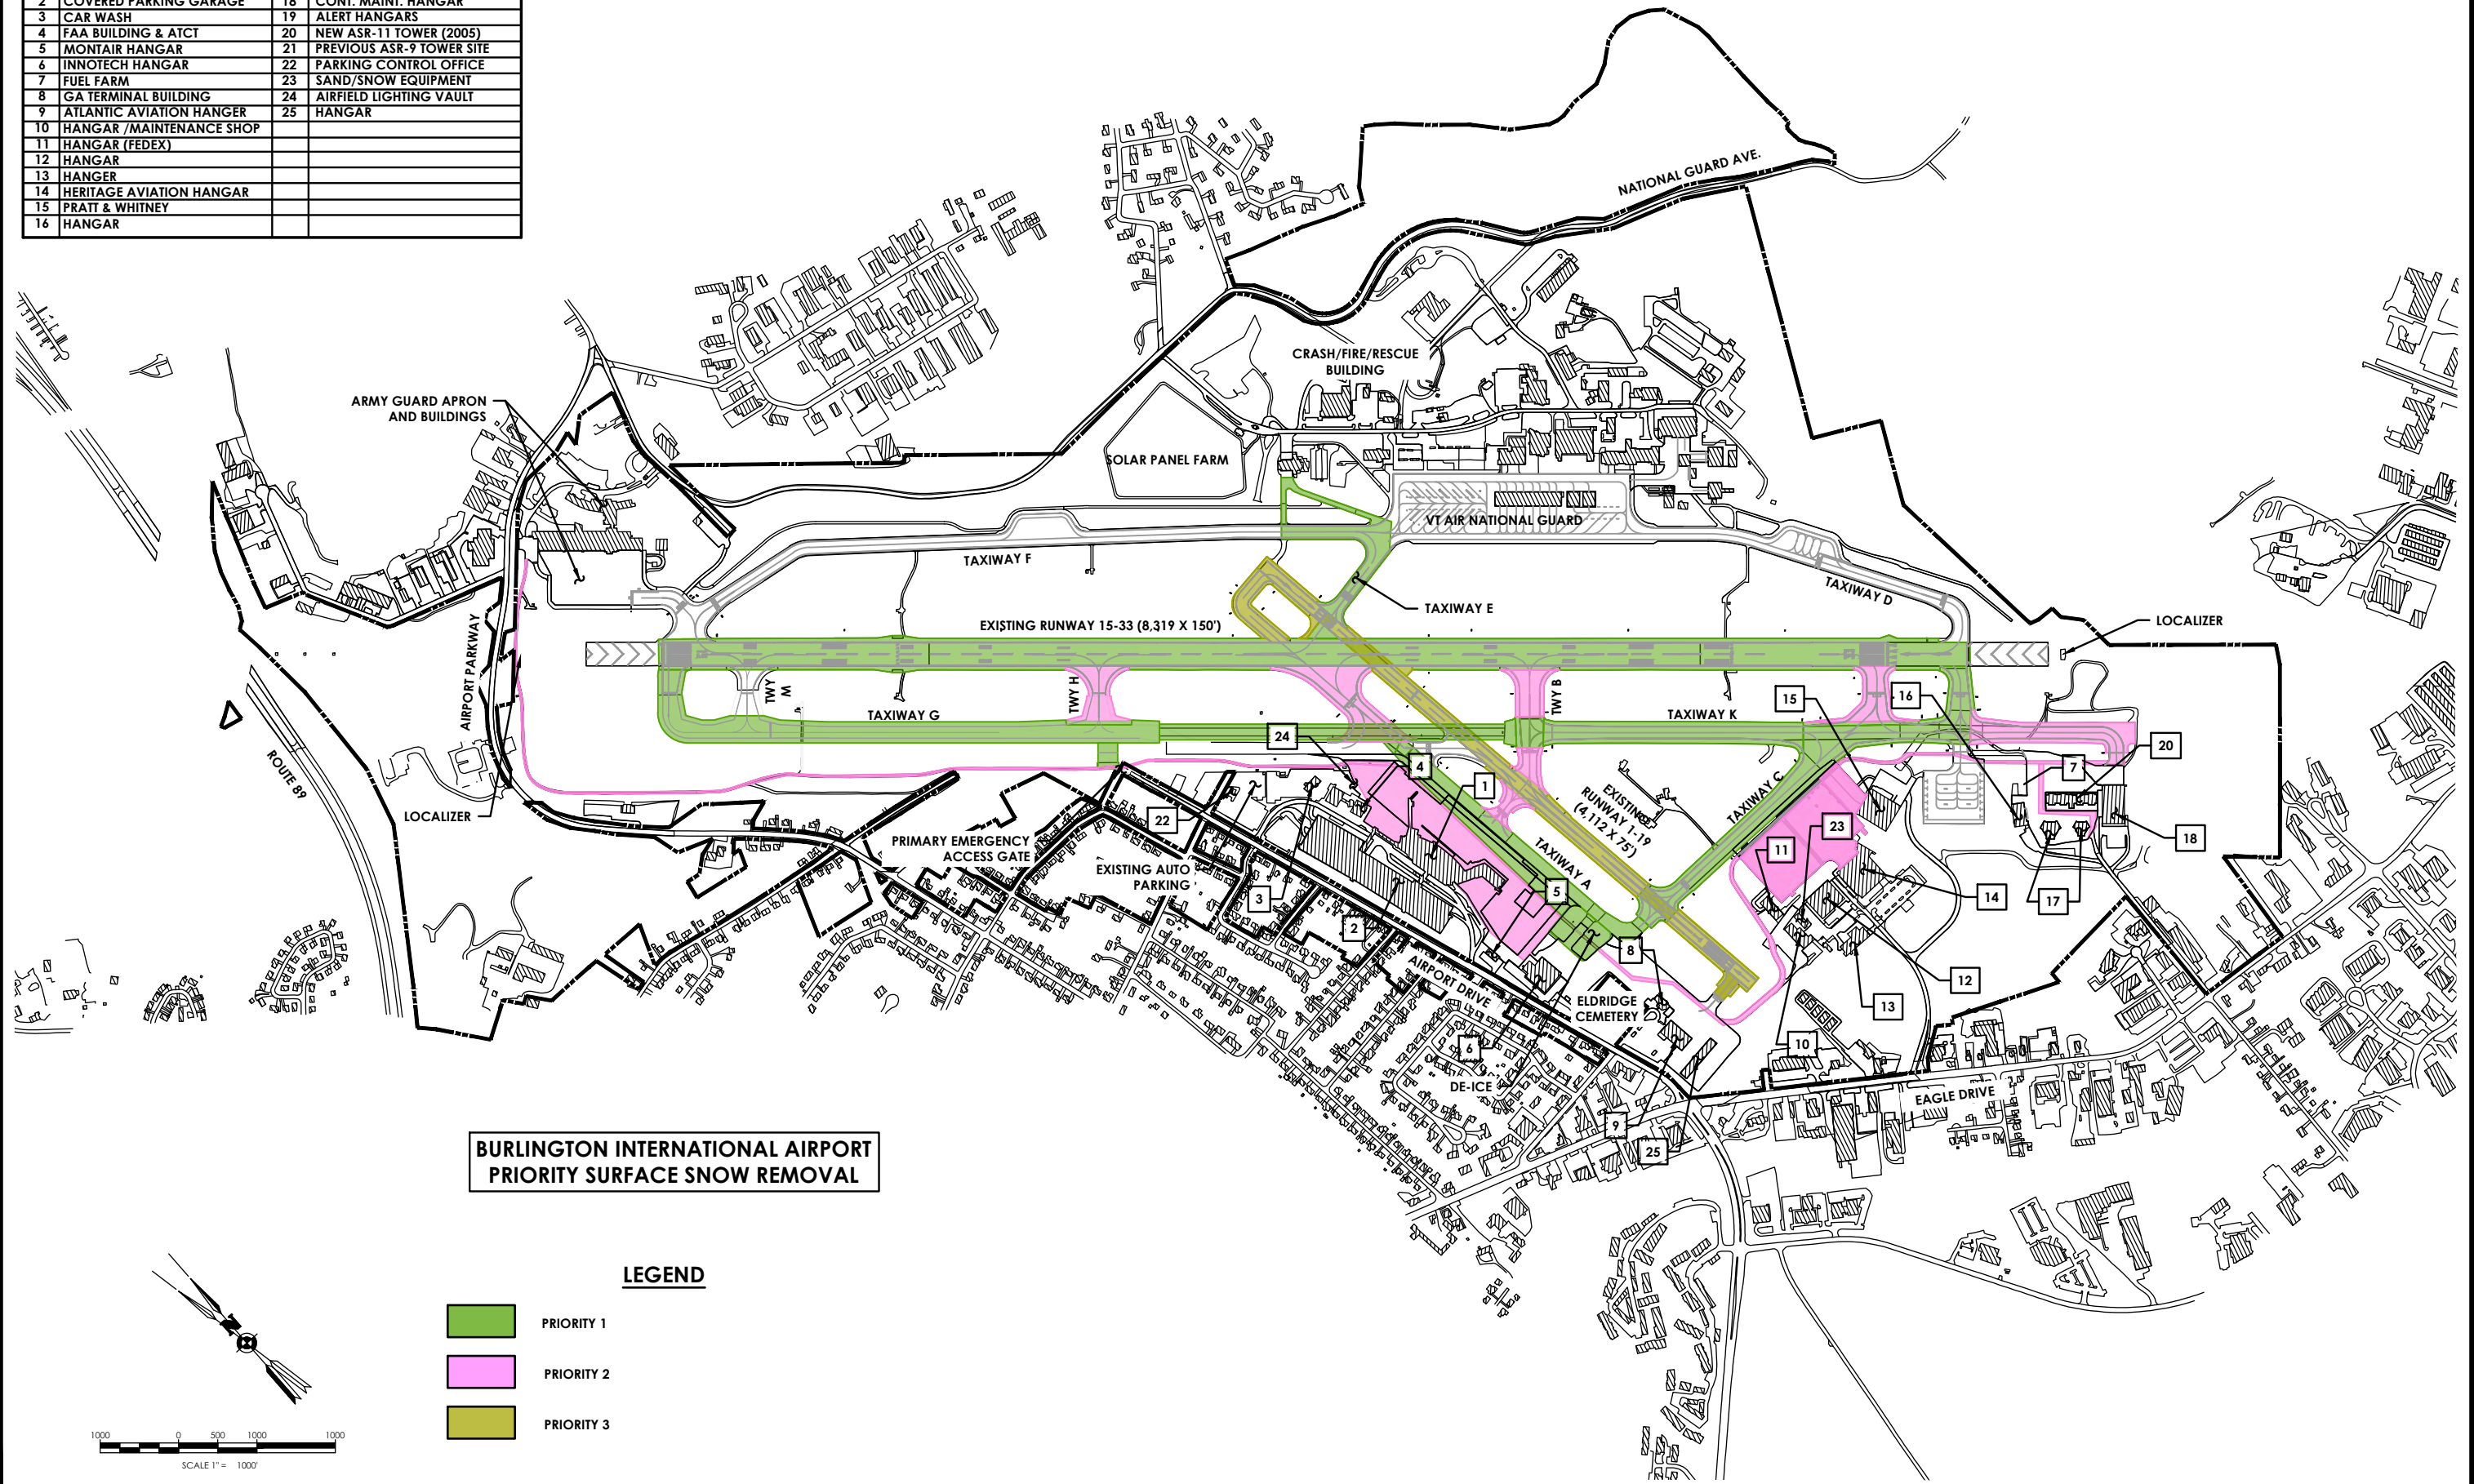 2 COVERED PARKING GARAGE 18 CONT. MAINT. HANGAR
3 CAR WASH 19 ALERT HANGARS
4 FAA BUILDING & ATCT 20 NEW ASR-11 TOWER (2005)
5 MONTAIR HANGAR 21 PREVIOUS ASR-9 TOWER SITE
6 INNOTECH HANGAR 22 PARKING CONTROL OFFICE
7 FUEL FARM 23 SAND/SNOW EQUIPMENT
8 GA TERMINAL BUILDING 24 AIRFIELD LIGHTING VAULT
9 ATLANTIC AVIATION HANGER 25 HANGAR
10 HANGAR /MAINTENANCE SHOP
11 HANGAR (FEDEX)
12 HANGAR
13 HANGER
14 HERITAGE AVIATION HANGAR
15 PRATT & WHITNEY
16 HANGAR
NATIONAL GUARD AVE.
CRASH/FIRE/RESCUE
BUILDING
ARMY GUARD APRON
AND BUILDINGS
SOLAR PANEL FARM
VT AIR NATIONAL GUARD
TAXIWAY F
TAXIWAY D
TAXIWAY E
EXISTING RUNWAY 15-33 (8,319 X 150')
LOCALIZER
AIRPORT PARKWAY
TWY M
TWY H
TWY B
TAXIWAY G
TAXIWAY K
15
16
24
4
20
7
1
ROUTE 89
EXISTING
RUNWAY 1-19
(4,112 X 75')
TAXIWAY C
LOCALIZER
22
23
18
PRIMARY EMERGENCY
ACCESS GATE
11
TAXIWAY A
EXISTING AUTO
PARKING
3
5
14
17
2
8
AIRPORT DRIVE
12
ELDRIDGE
CEMETERY
13
6
10
DE-ICE
EAGLE DRIVE
9
25
BURLINGTON INTERNATIONAL AIRPORT
PRIORITY SURFACE SNOW REMOVAL
LEGEND
PRIORITY 1
PRIORITY 2
PRIORITY 3
N
1000 0 500 1000 1000
SCALE 1" = 1000'